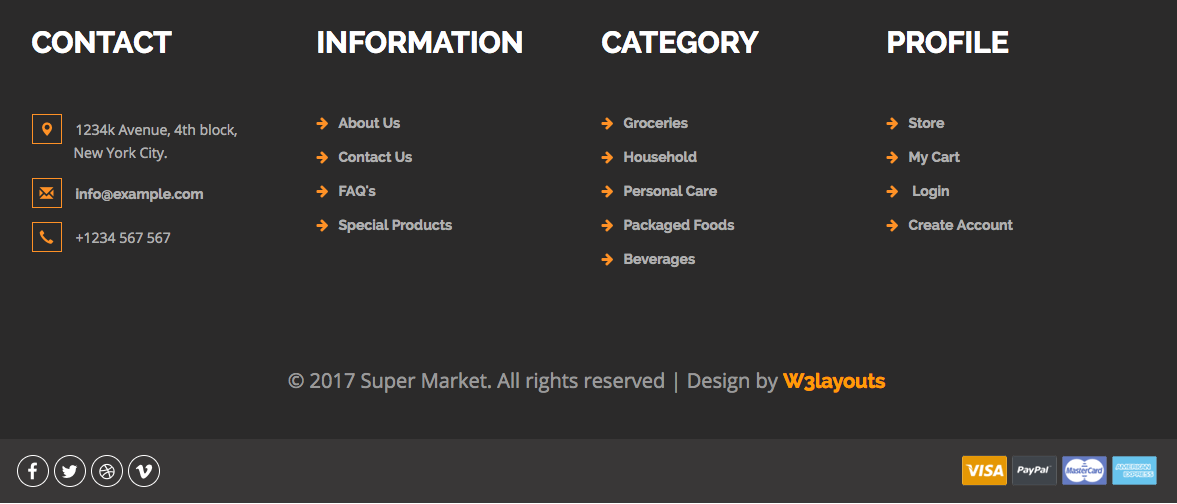 CONTACT
1234k Avenue, 4th block,
New York City.
info@example.com
+1234 567 567
INFORMATION
About Us
Contact Us
FAQ's
Special Products
CATEGORY
Groceries
Household
Personal Care
Packaged Foods
Beverages
PROFILE
Store
My Cart
Login
Create Account
© 2017 Super Market. All rights reserved | Design by W3layouts
VISA
PayPal
MasterCard
AMERICAN
EXPRESS